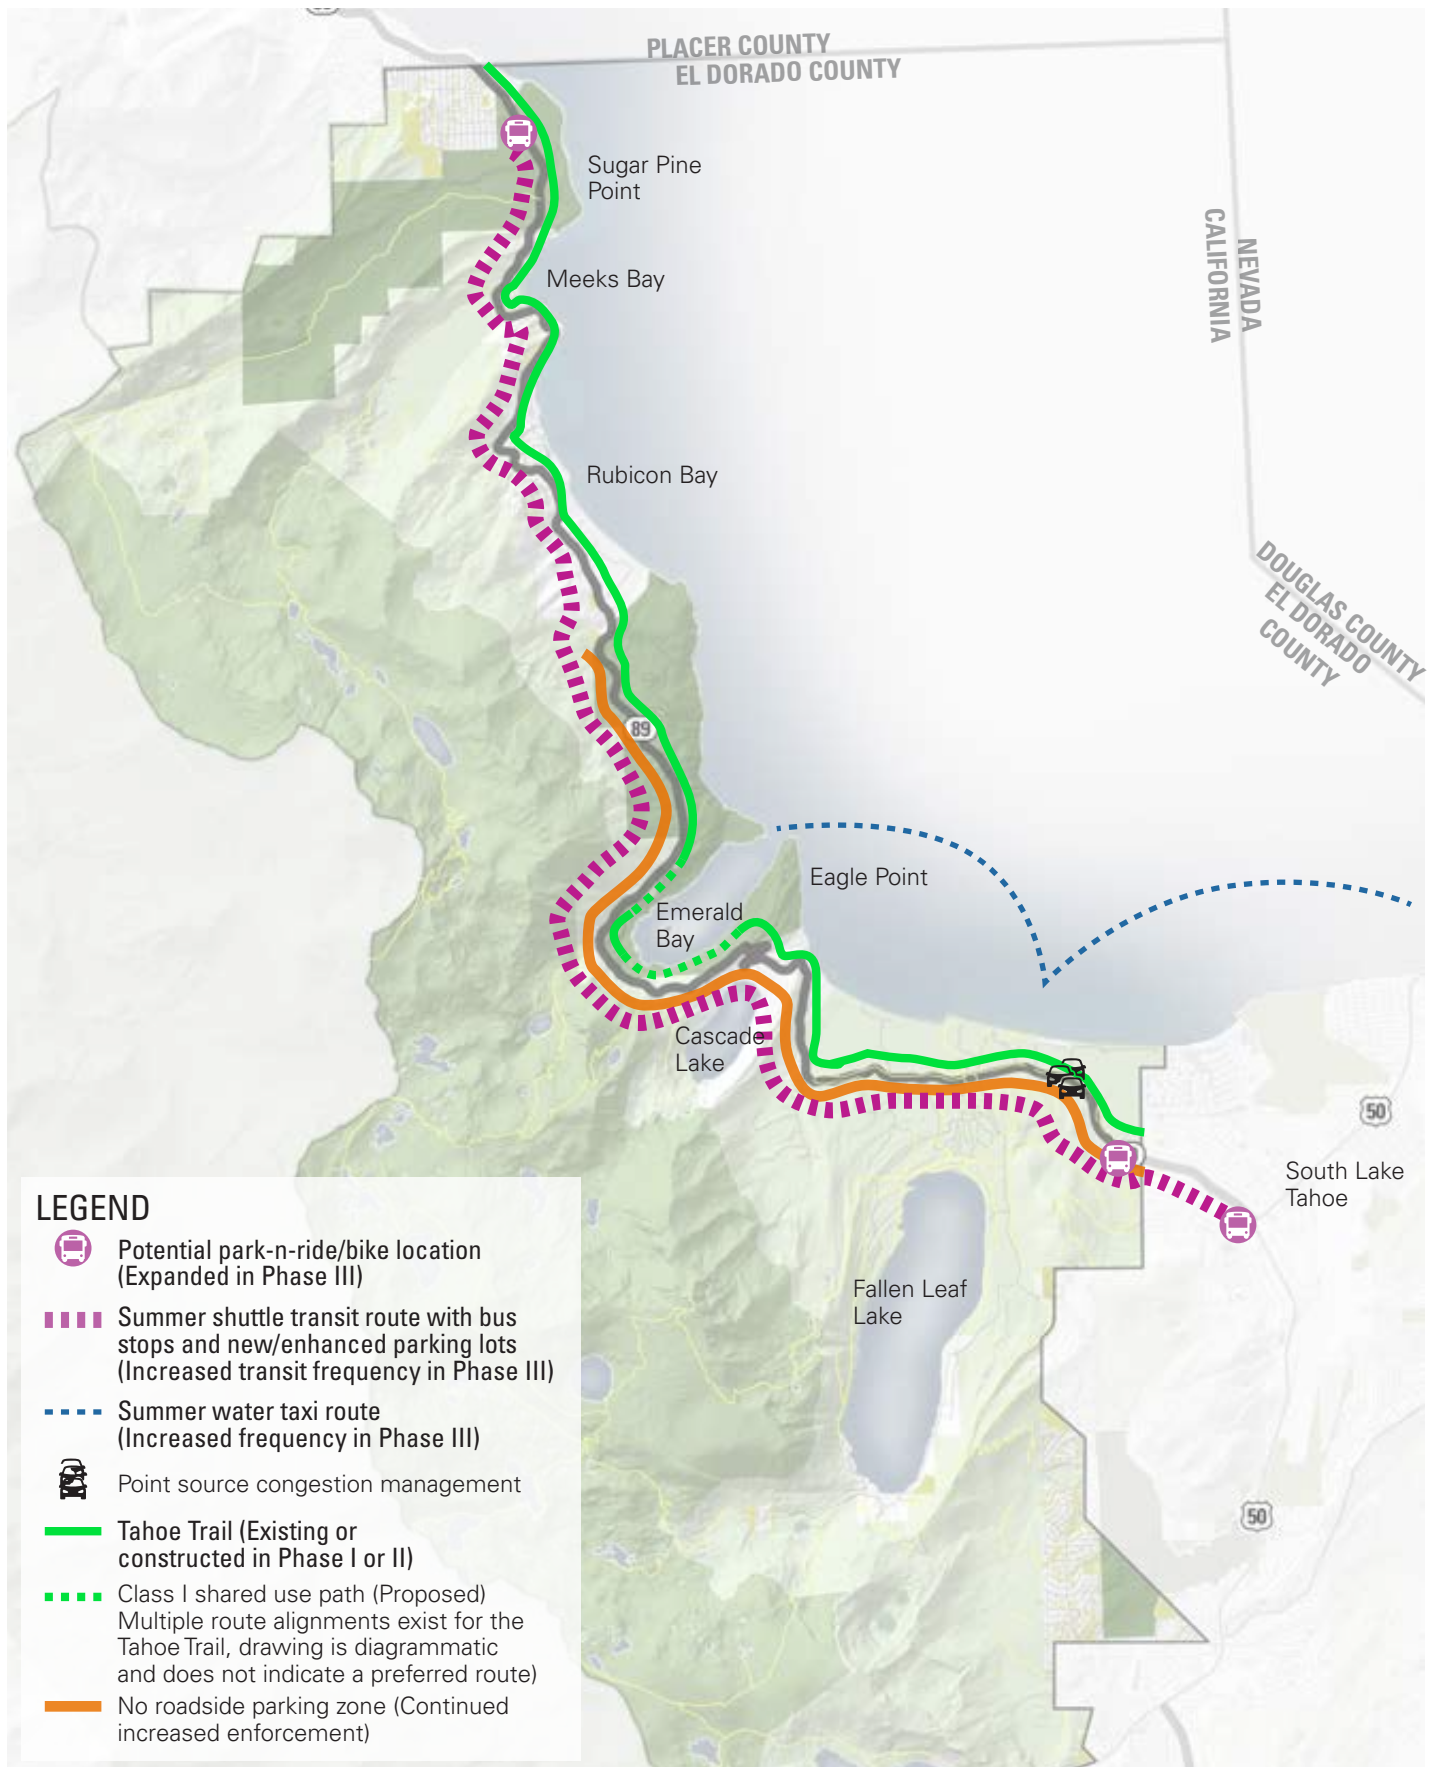 PLACER COUNTY
EL DORADO COUNTY
Sugar Pine
Point
NEVADA
CALIFORNIA
Meeks Bay
Rubicon Bay
DOUGLAS COUNTY
EL DORADO
COUNTY
89
Eagle Point
Emerald
Bay
Cascade
Lake
50
South Lake
Tahoe
Fallen Leaf
Lake
50
LEGEND
Potential park-n-ride/bike location
(Expanded in Phase III)
Summer shuttle transit route with bus
stops and new/enhanced parking lots
(Increased transit frequency in Phase III)
Summer water taxi route
(Increased frequency in Phase III)
Point source congestion management
Tahoe Trail (Existing or
constructed in Phase I or II)
Class I shared use path (Proposed)
Multiple route alignments exist for the
Tahoe Trail, drawing is diagrammatic
and does not indicate a preferred route)
No roadside parking zone (Continued
increased enforcement)